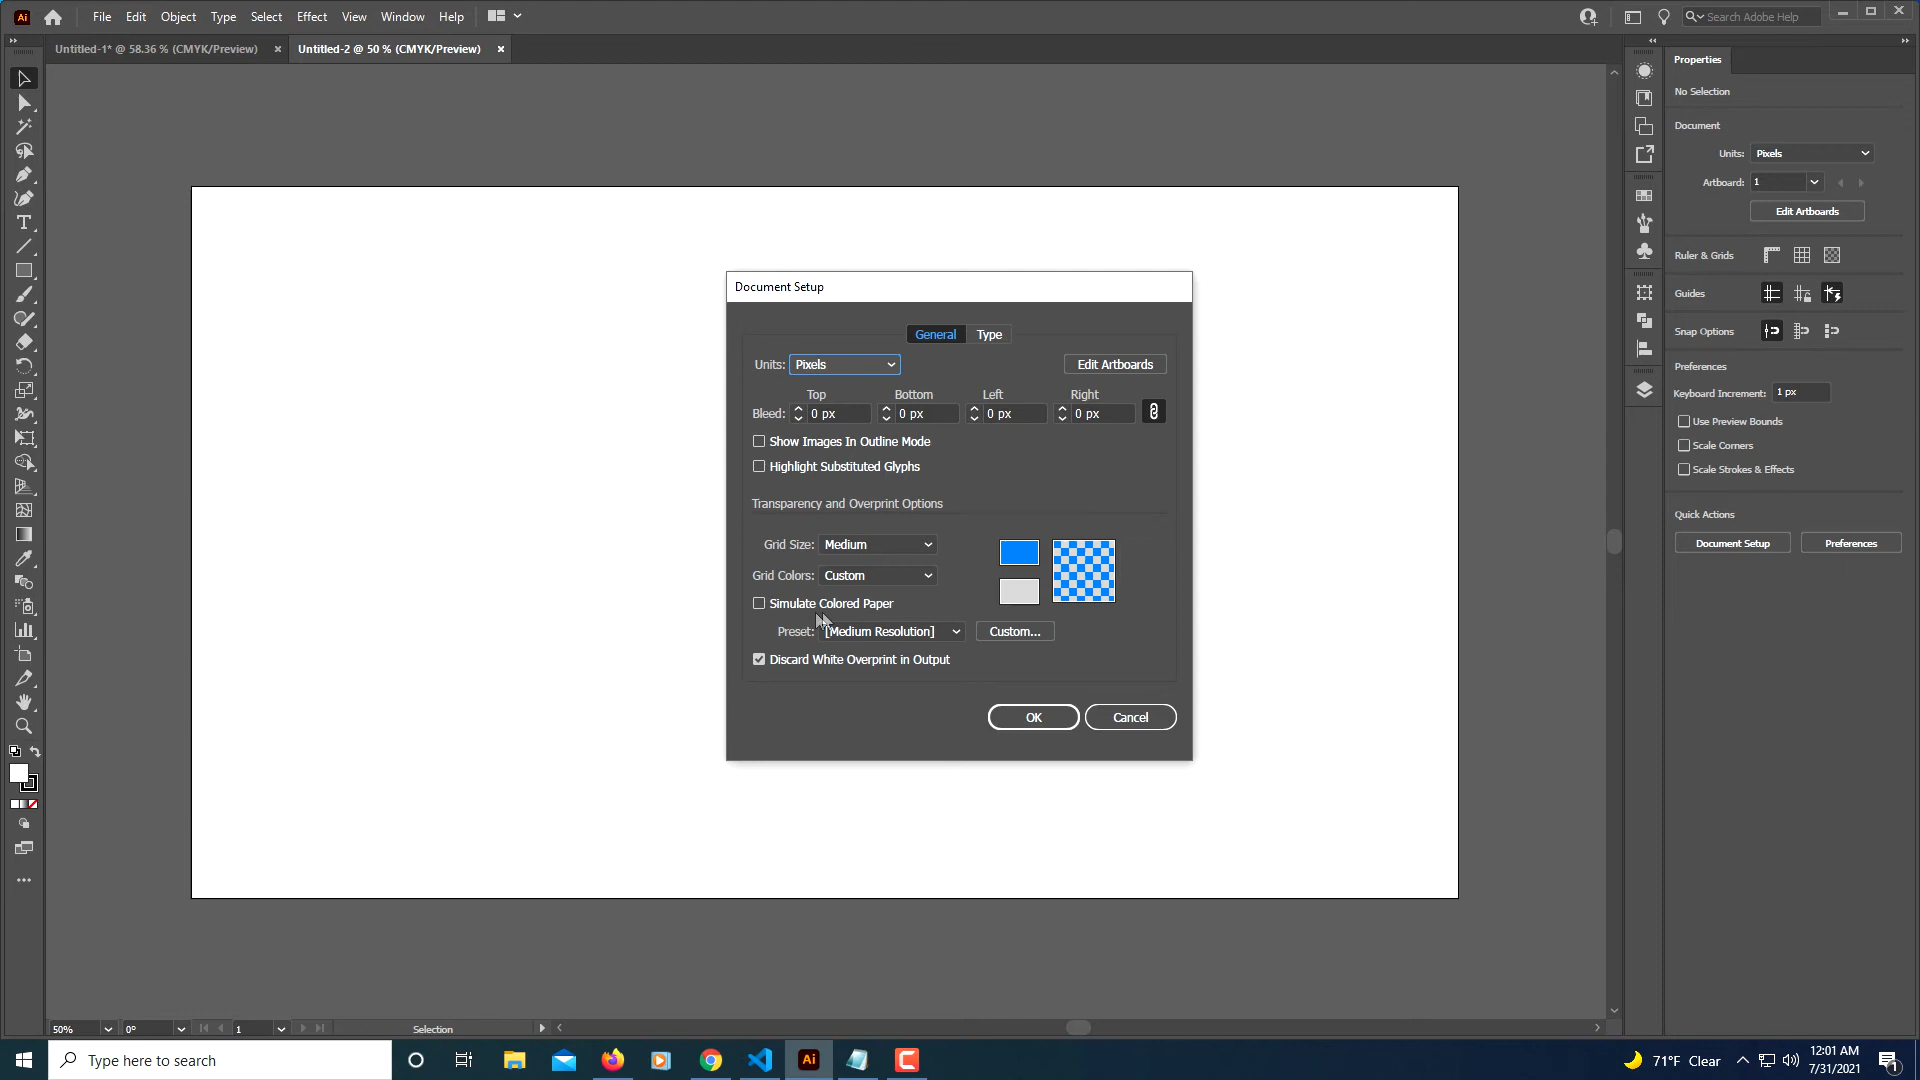 Ai File Edit Object Type Select Effect View Window Help Search Adobe Help
Untitled-1* @ 58.36 % (CMYK/Preview) × Untitled-2 @ 50 % (CMYK/Preview) ×
Properties
No Selection
Document
Units: Pixels
Artboard: 1
Edit Artboards
Ruler & Grids
Guides
Snap Options
Preferences
Keyboard Increment: 1 px
Use Preview Bounds
Scale Corners
Scale Strokes & Effects
Quick Actions
Document Setup Preferences
Document Setup
General Type
Units: Pixels Edit Artboards
Top Bottom Left Right
Bleed: 0 px 0 px 0 px 0 px
Show Images In Outline Mode
Highlight Substituted Glyphs
Transparency and Overprint Options
Grid Size: Medium
Grid Colors: Custom
Simulate Colored Paper
Preset: [Medium Resolution] Custom...
Discard White Overprint in Output
OK Cancel
50% 0° 1 Selection
Type here to search
Ai
71°F Clear
12:01 AM
7/31/2021
1